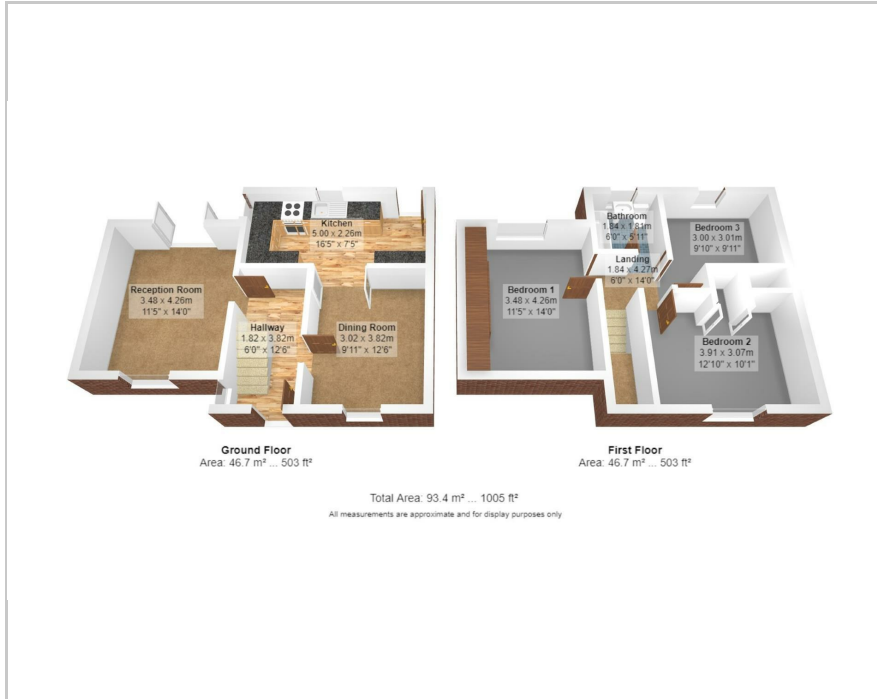 Kitchen
5.00 x 2.26m
16'5" x 7'5"
Reception Room
3.48 x 4.26m
11'5" x 14'0"
Hallway
1.82 x 3.82m
6'0" x 12'6"
Dining Room
3.02 x 3.82m
9'11" x 12'6"
Bathroom
1.84 x 1.81m
6'0" x 5'11"
Bedroom 3
3.00 x 3.01m
9'10" x 9'11"
Landing
1.84 x 4.27m
6'0" x 14'0"
Bedroom 1
3.48 x 4.26m
11'5" x 14'0"
Bedroom 2
3.91 x 3.07m
12'10" x 10'1"
Ground Floor
Area: 46.7 m² ... 503 ft²
First Floor
Area: 46.7 m² ... 503 ft²
Total Area: 93.4 m² ... 1005 ft²
All measurements are approximate and for display purposes only